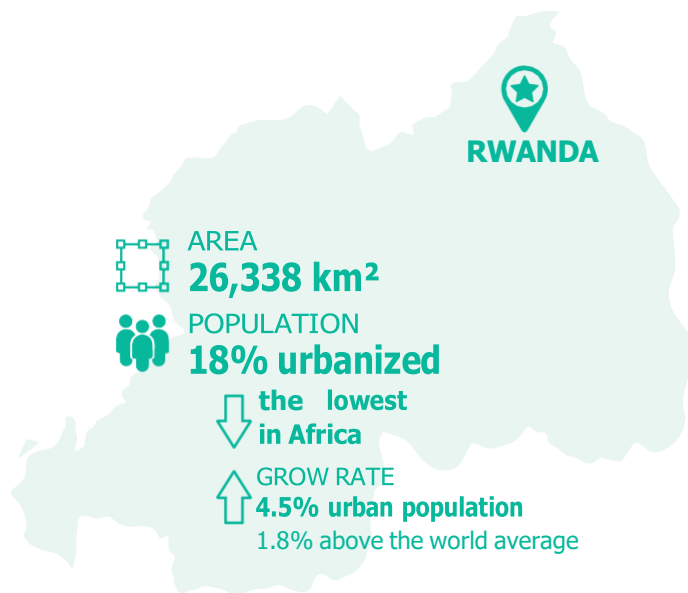 RWANDA
AREA
26,338 km²
POPULATION
18% urbanized
the lowest
in Africa
GROW RATE
4.5% urban population
1.8% above the world average